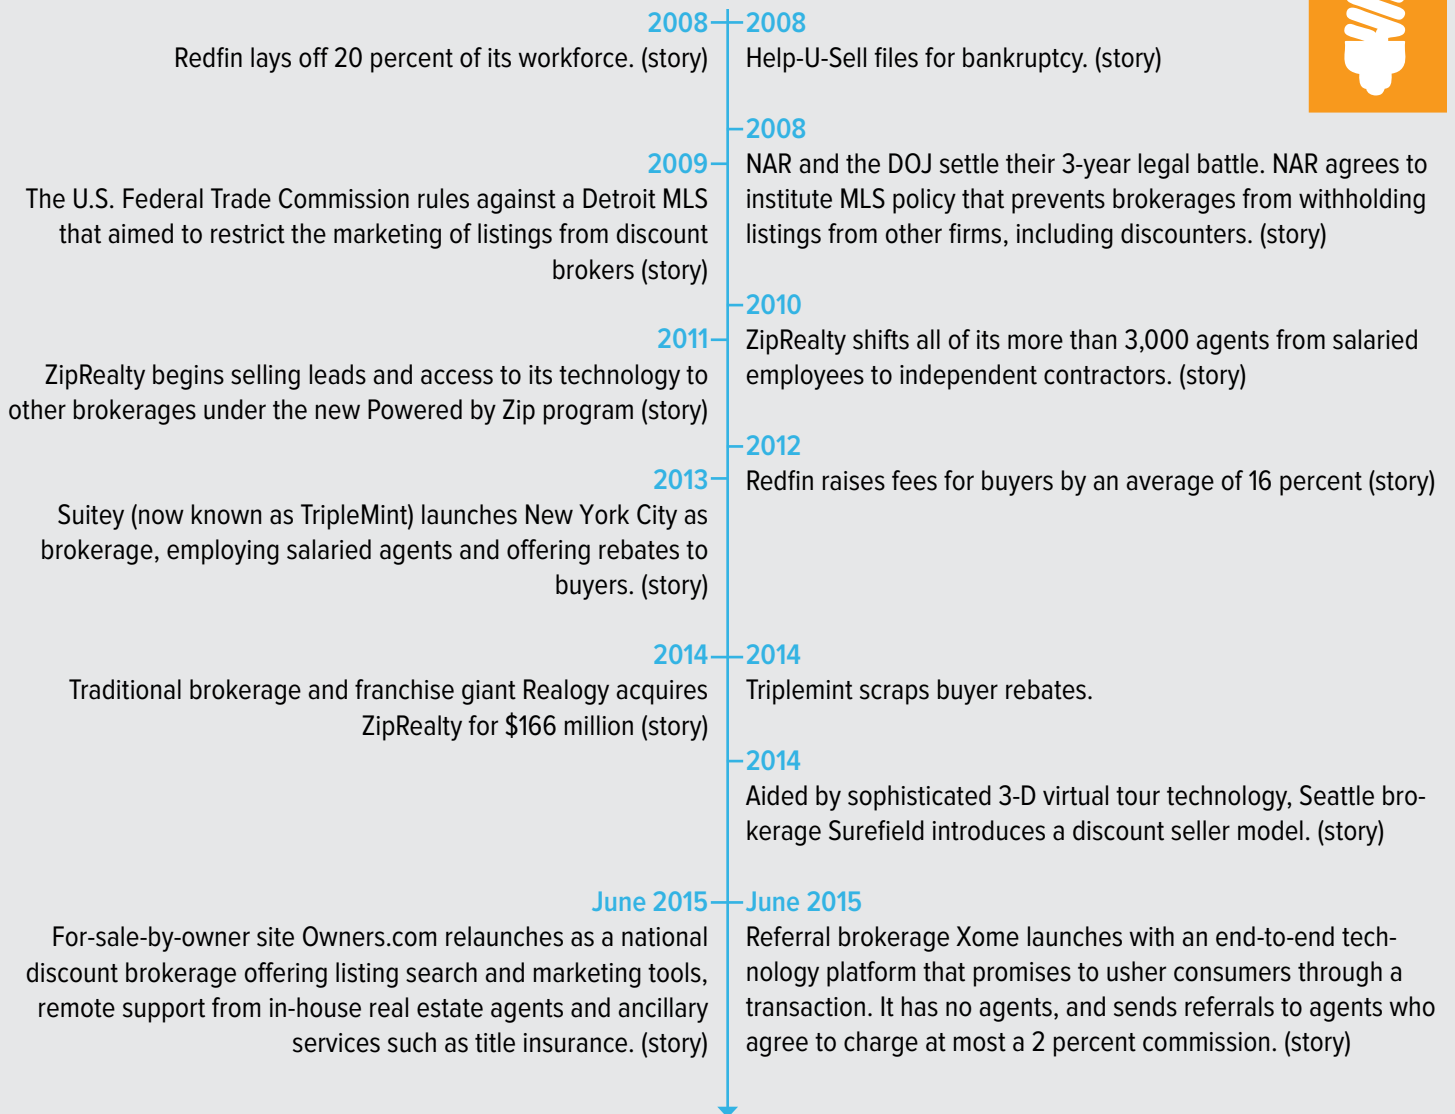 2008
Redfin lays off 20 percent of its workforce. (story)
2008
Help-U-Sell files for bankruptcy. (story)
2008
NAR and the DOJ settle their 3-year legal battle. NAR agrees to
institute MLS policy that prevents brokerages from withholding
listings from other firms, including discounters. (story)
2009
The U.S. Federal Trade Commission rules against a Detroit MLS
that aimed to restrict the marketing of listings from discount
brokers (story)
2010
ZipRealty shifts all of its more than 3,000 agents from salaried
employees to independent contractors. (story)
2011
ZipRealty begins selling leads and access to its technology to
other brokerages under the new Powered by Zip program (story)
2012
Redfin raises fees for buyers by an average of 16 percent (story)
2013
Suitey (now known as TripleMint) launches New York City as
brokerage, employing salaried agents and offering rebates to
buyers. (story)
2014
Traditional brokerage and franchise giant Realogy acquires
ZipRealty for $166 million (story)
2014
Triplemint scraps buyer rebates.
2014
Aided by sophisticated 3-D virtual tour technology, Seattle bro-
kerage Surefield introduces a discount seller model. (story)
June 2015
For-sale-by-owner site Owners.com relaunches as a national
discount brokerage offering listing search and marketing tools,
remote support from in-house real estate agents and ancillary
services such as title insurance. (story)
June 2015
Referral brokerage Xome launches with an end-to-end tech-
nology platform that promises to usher consumers through a
transaction. It has no agents, and sends referrals to agents who
agree to charge at most a 2 percent commission. (story)